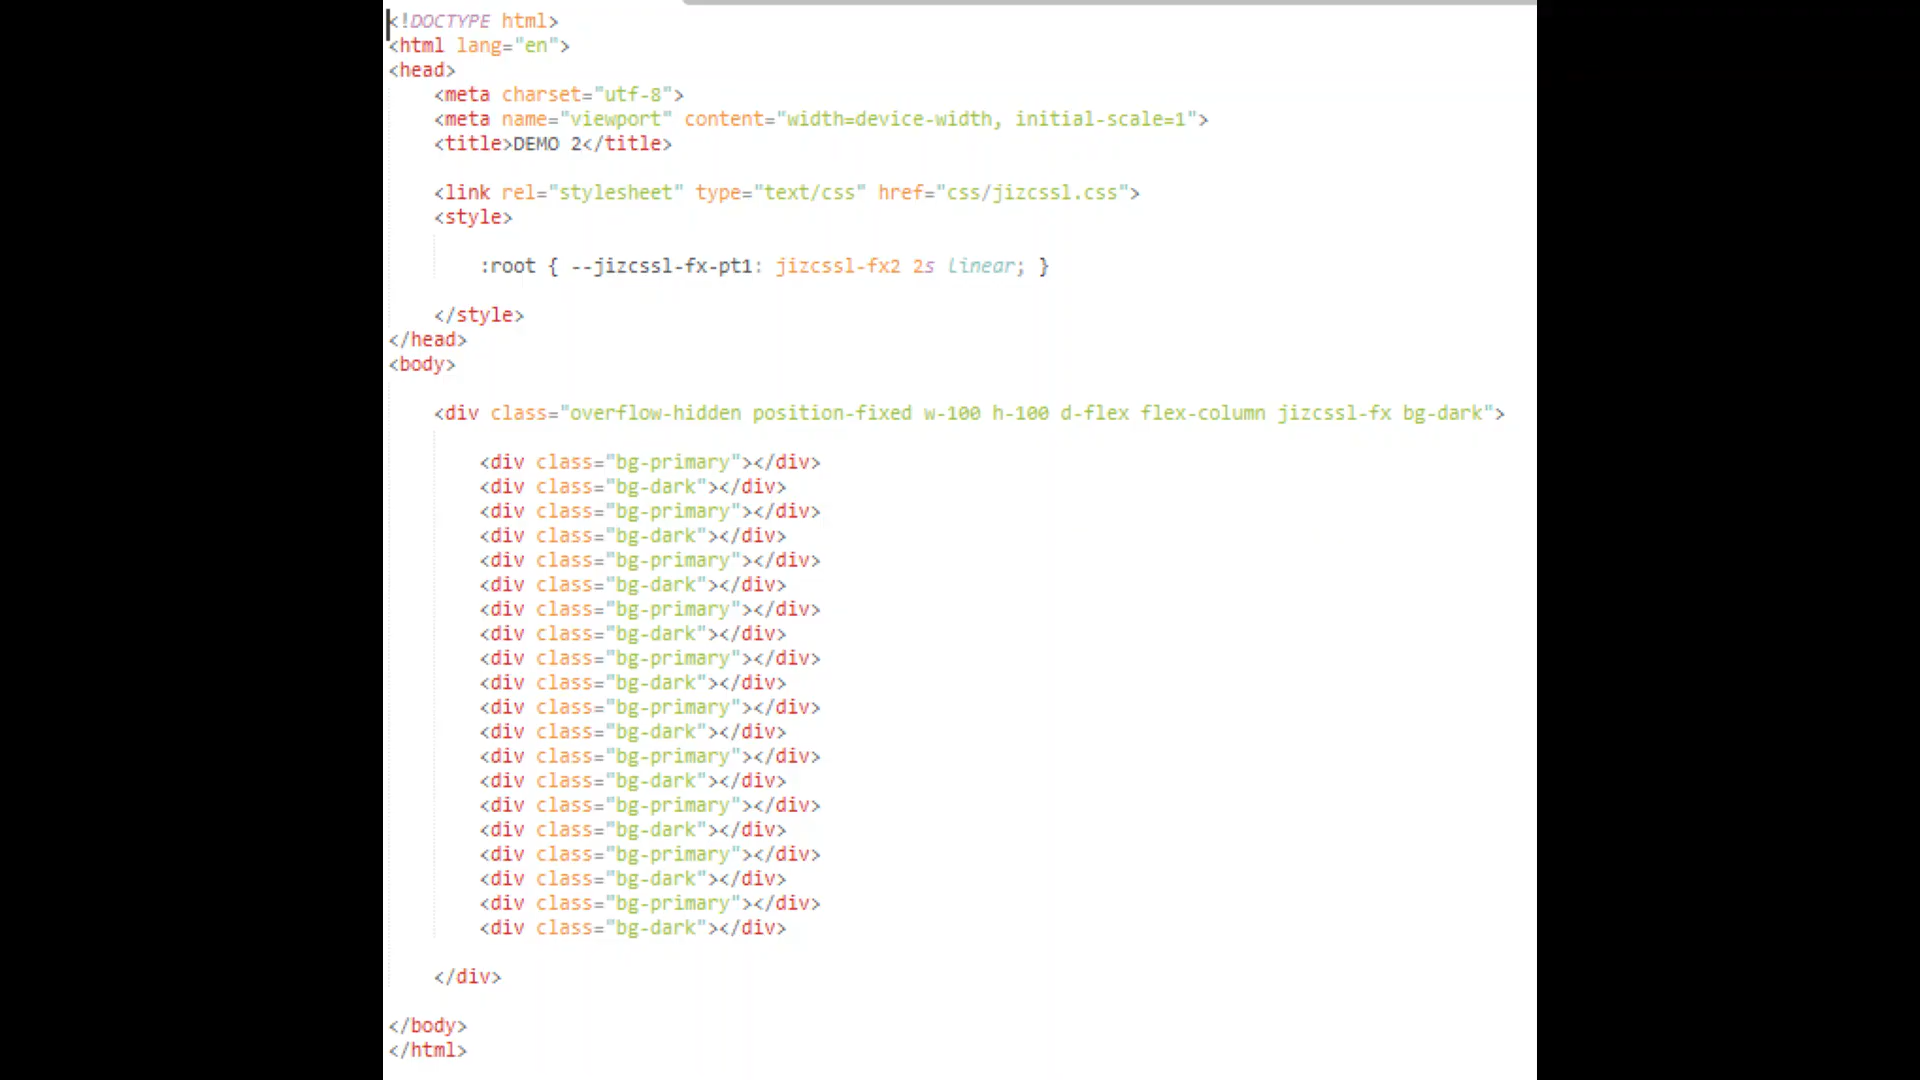 <!DOCTYPE html>
<html lang="en">
<head>
<meta charset="utf-8">
<meta name="viewport" content="width=device-width, initial-scale=1">
<title>DEMO 2</title>
<link rel="stylesheet" type="text/css" href="css/jizcssl.css">
<style>
:root { --jizcssl-fx-pt1: jizcssl-fx2 2s linear; }
</style>
</head>
<body>
<div class="overflow-hidden position-fixed w-100 h-100 d-flex flex-column jizcssl-fx bg-dark">
<div class="bg-primary"></div>
<div class="bg-dark"></div>
<div class="bg-primary"></div>
<div class="bg-dark"></div>
<div class="bg-primary"></div>
<div class="bg-dark"></div>
<div class="bg-primary"></div>
<div class="bg-dark"></div>
<div class="bg-primary"></div>
<div class="bg-dark"></div>
<div class="bg-primary"></div>
<div class="bg-dark"></div>
<div class="bg-primary"></div>
<div class="bg-dark"></div>
<div class="bg-primary"></div>
<div class="bg-dark"></div>
<div class="bg-primary"></div>
<div class="bg-dark"></div>
<div class="bg-primary"></div>
<div class="bg-dark"></div>
</div>
</body>
</html>